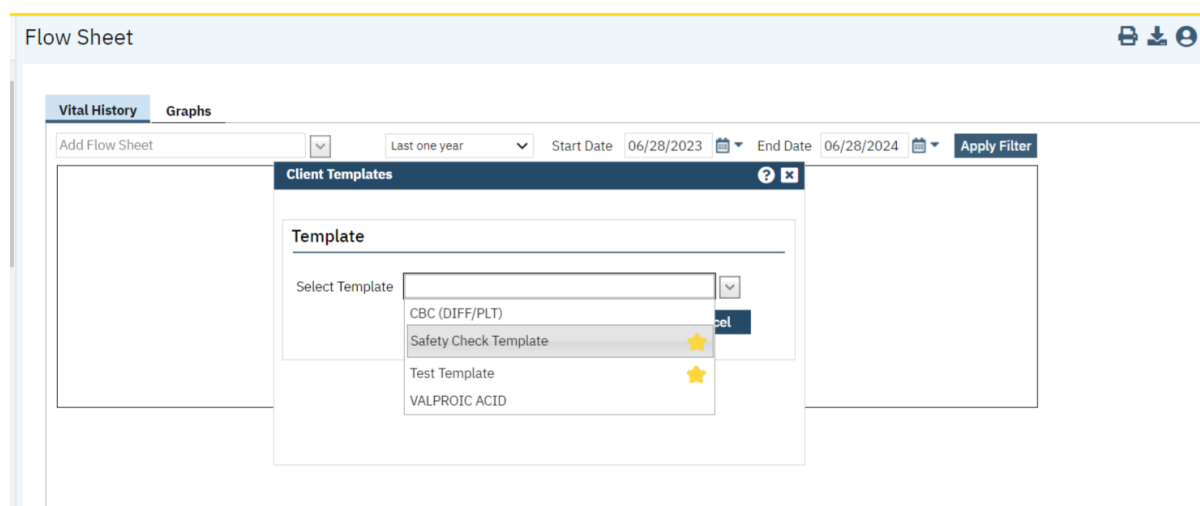 Flow Sheet
Vital History Graphs
Add Flow Sheet Last one year Start Date 06/28/2023 End Date 06/28/2024 Apply Filter
Client Templates ?
Template
Select Template
CBC (DIFF/PLT)
cel
Safety Check Template
Test Template
VALPROIC ACID